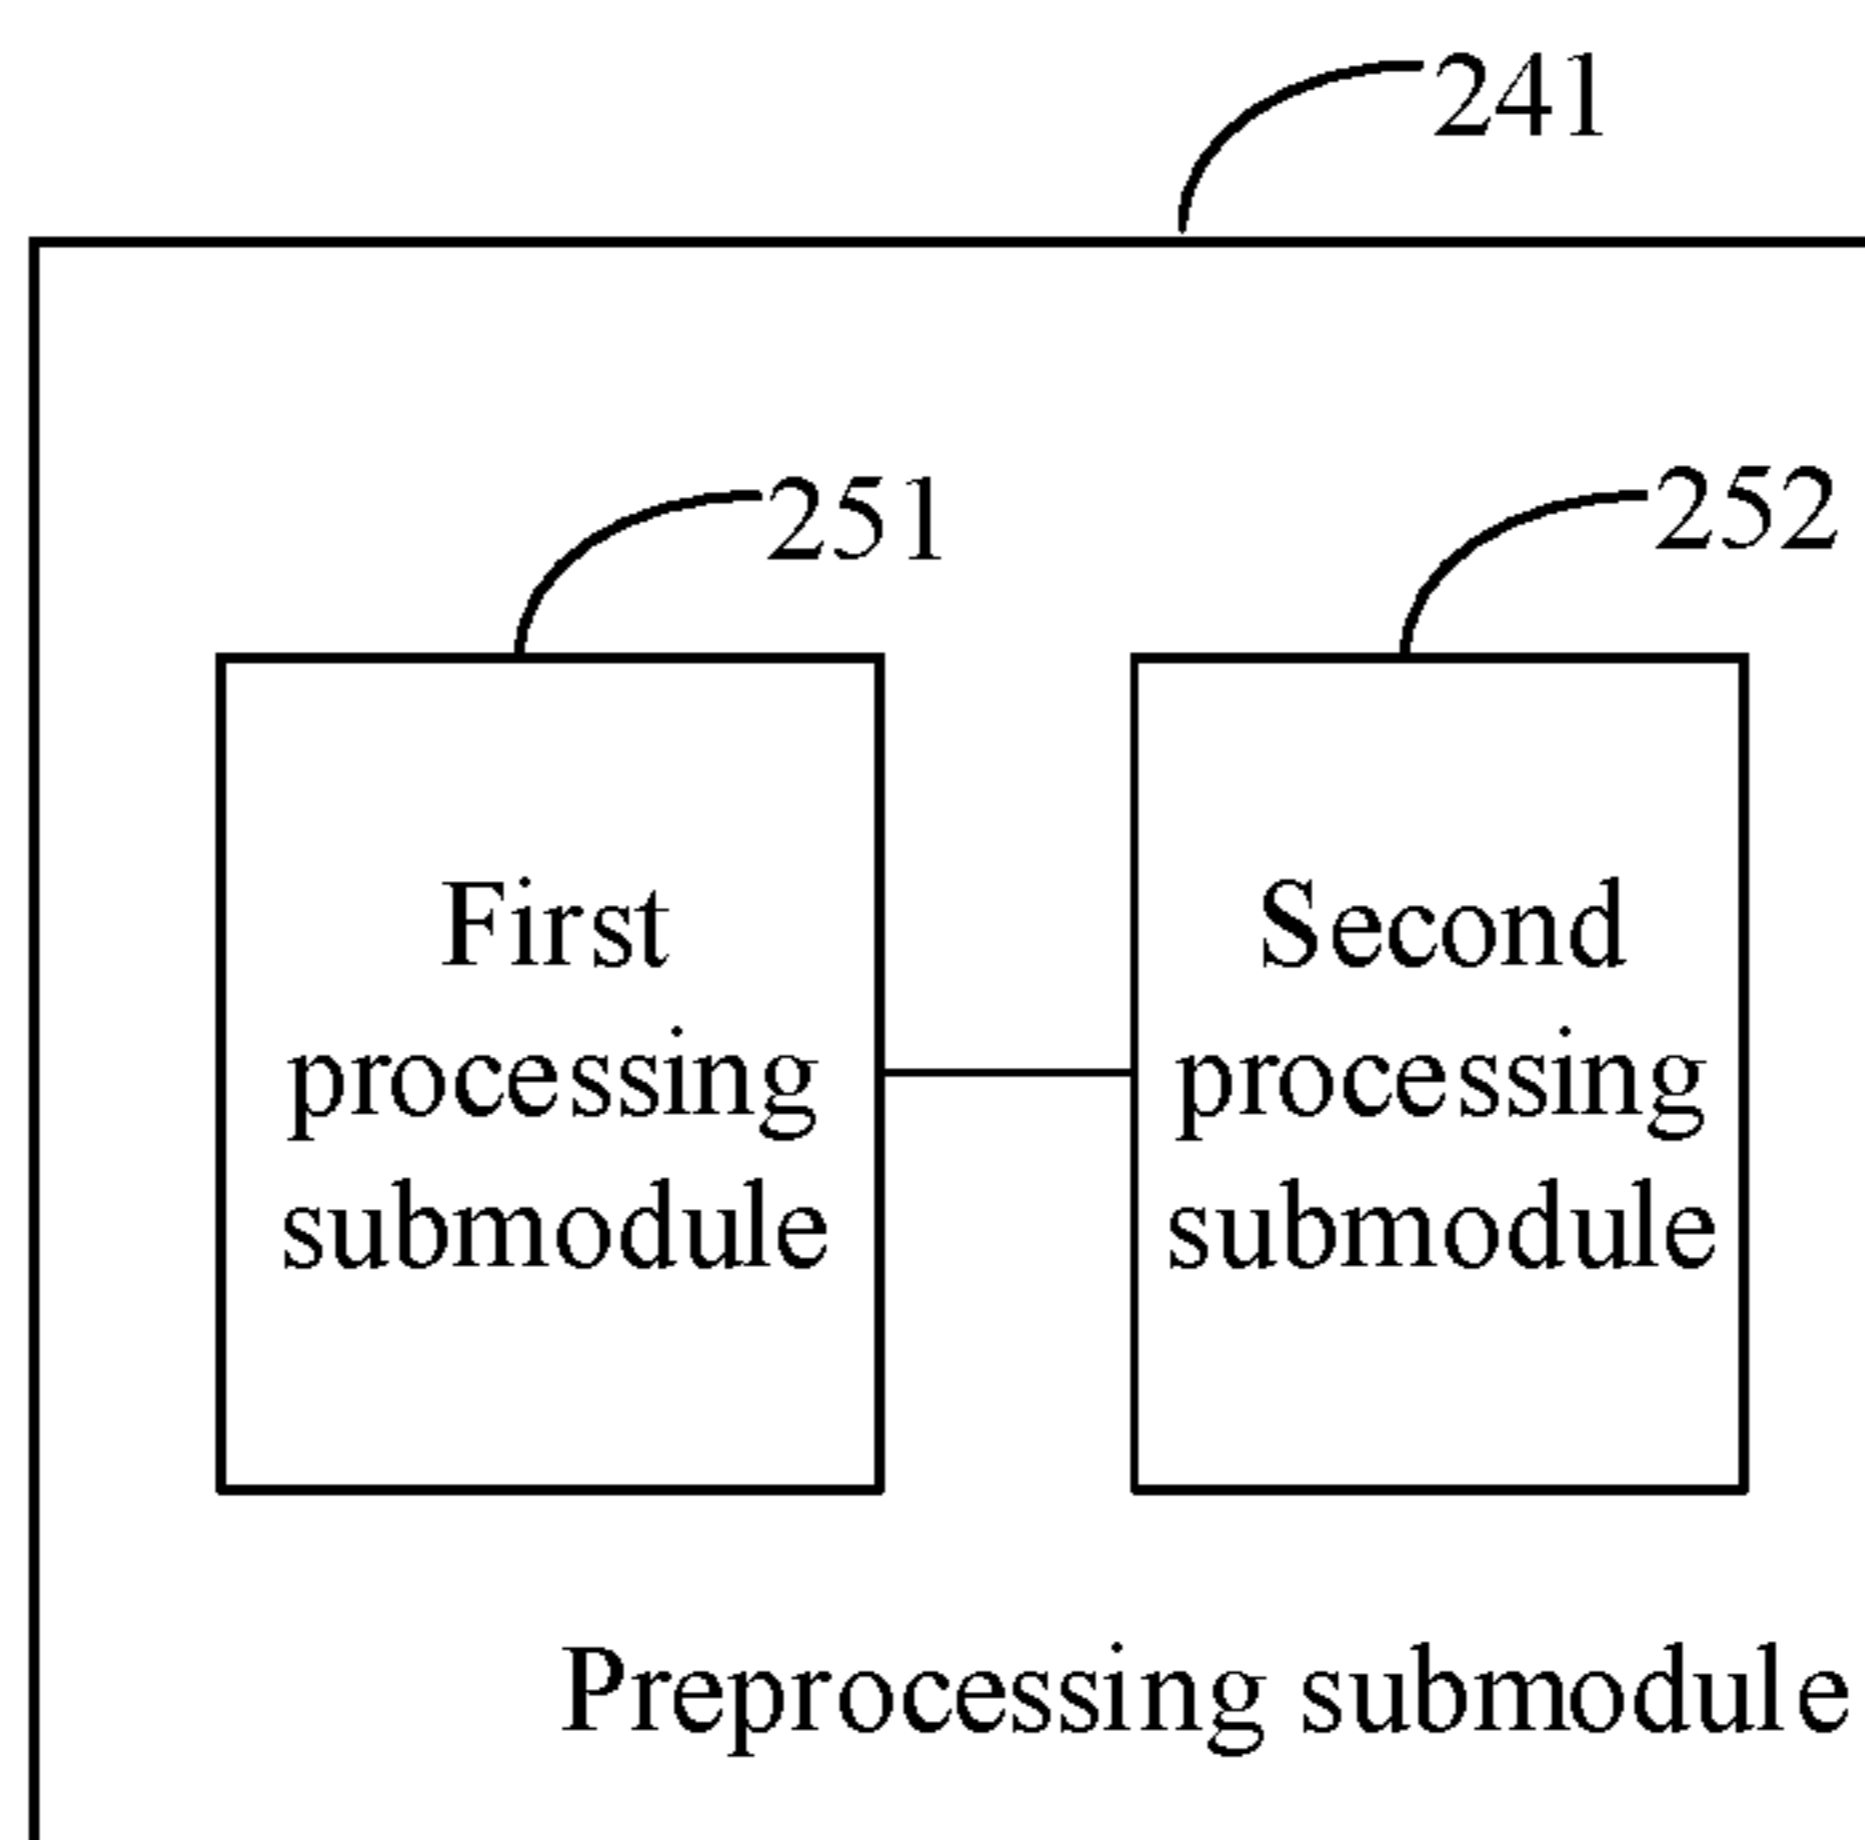 241
251
252
First
processing
submodule
Second
processing
submodule
Preprocessing submodule